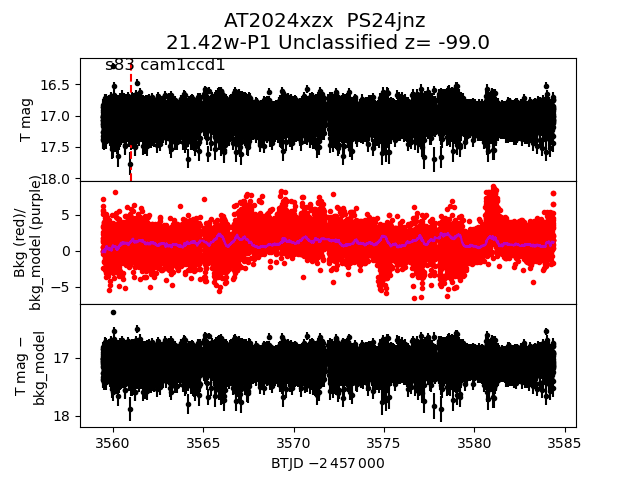 AT2024xzx  PS24jnz
21.42w-P1 Unclassified z= -99.0
s83 cam1ccd1
T mag
16.5
17.0
17.5
18.0
Bkg (red)/
bkg_model (purple)
5
0
−5
T mag −
bkg_model
17
18
3560 3565 3570 3575 3580 3585
BTJD −2 457 000